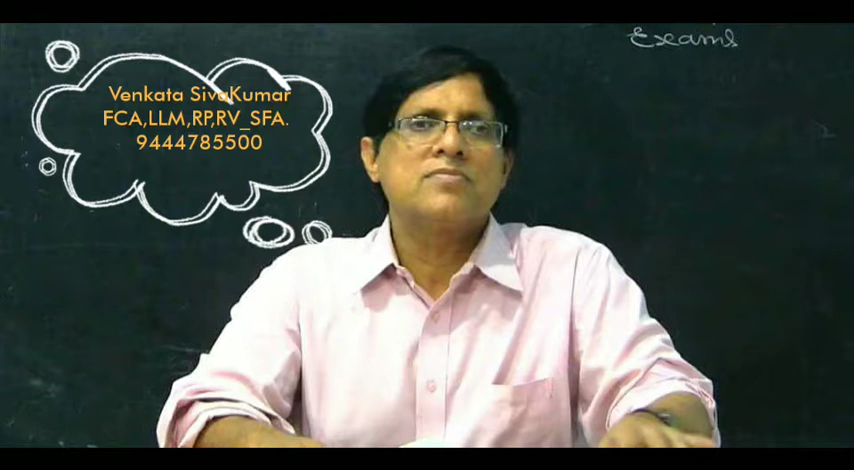 Exams
Venkata SivaKumar
FCA,LLM,RP,RV_SFA.
9444785500